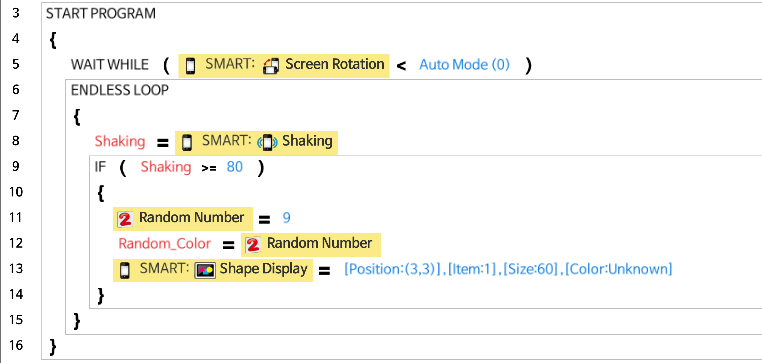 3 START PROGRAM
4 {
5 WAIT WHILE ( SMART: Screen Rotation < Auto Mode (0) )
6 ENDLESS LOOP
7 {
8 Shaking = SMART: Shaking
9 IF ( Shaking >= 80 )
10 {
11 2 Random Number = 9
12 Random_Color = 2 Random Number
13 SMART: Shape Display = [Position:(3,3)],[Item:1],[Size:60],[Color:Unknown]
14 }
15 }
16 }